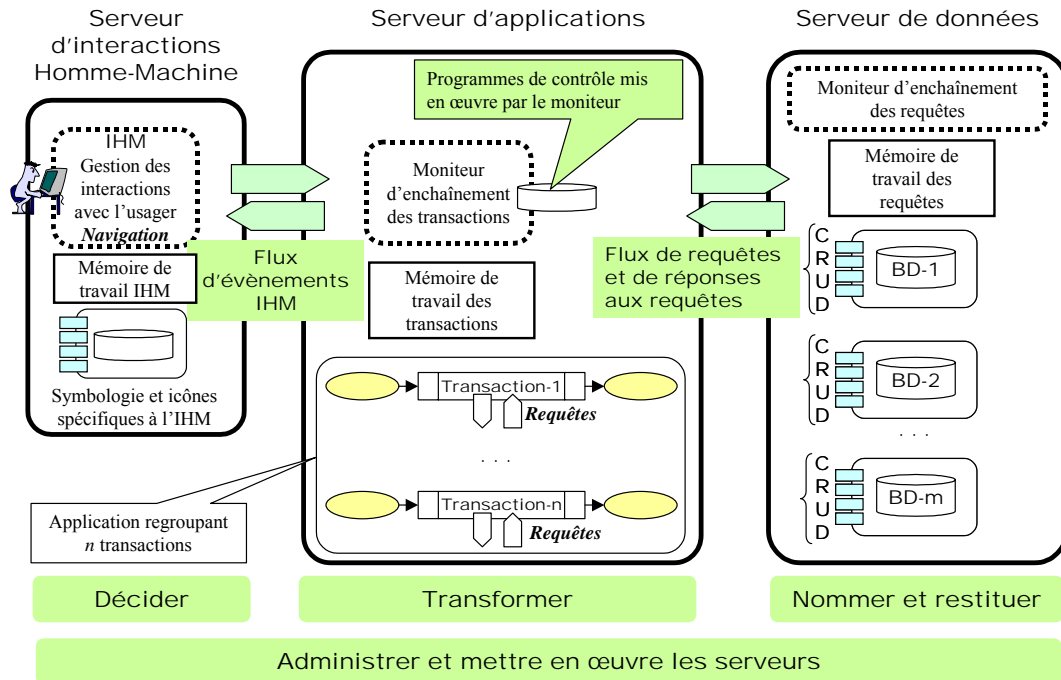 Serveur
d'interactions
Homme-Machine
Serveur d'applications
Serveur de données
IHM
Gestion des
interactions
avec l'usager
Navigation
Mémoire de
travail IHM
Symbologie et icônes
spécifiques à l'IHM
Flux
d'évènements
IHM
Programmes de contrôle mis
en œuvre par le moniteur
Moniteur
d'enchaînement
des transactions
Mémoire de
travail des
transactions
Transaction-1
Requêtes
. . .
Transaction-n
Requêtes
Application regroupant
n transactions
Flux de requêtes
et de réponses
aux requêtes
Moniteur d'enchaînement
des requêtes
Mémoire de
travail des
requêtes
C
R
U
D
BD-1
C
R
U
D
BD-2
. . .
C
R
U
D
BD-m
Décider
Transformer
Nommer et restituer
Administrer et mettre en œuvre les serveurs